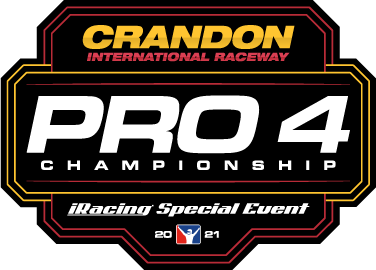 CRANDON
INTERNATIONAL RACEWAY
PRO 4
CHAMPIONSHIP
iRacing Special Event
20 21